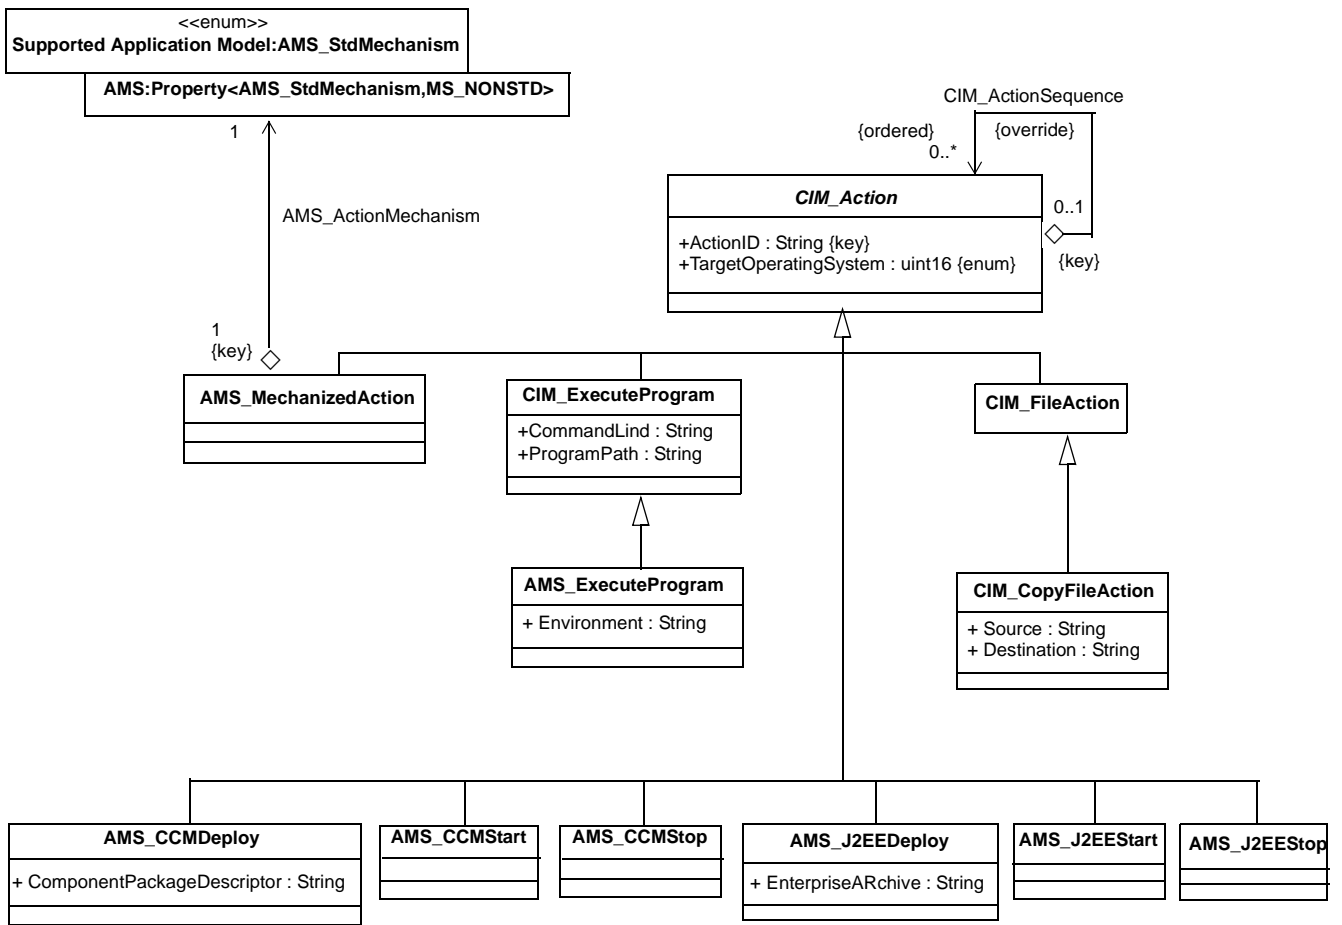 <<enum>>
Supported Application Model:AMS_StdMechanism
AMS:Property<AMS_StdMechanism,MS_NONSTD>
1
AMS_ActionMechanism
1
{key}
CIM_ActionSequence
{ordered}
{override}
0..*
CIM_Action
0..1
+ActionID : String {key}
+TargetOperatingSystem : uint16 {enum}
{key}
AMS_MechanizedAction
CIM_ExecuteProgram
+CommandLind : String
+ProgramPath : String
CIM_FileAction
AMS_ExecuteProgram
+ Environment : String
CIM_CopyFileAction
+ Source : String
+ Destination : String
AMS_CCMDeploy
+ ComponentPackageDescriptor : String
AMS_CCMStart
AMS_CCMStop
AMS_J2EEDeploy
+ EnterpriseARchive : String
AMS_J2EEStart
AMS_J2EEStop